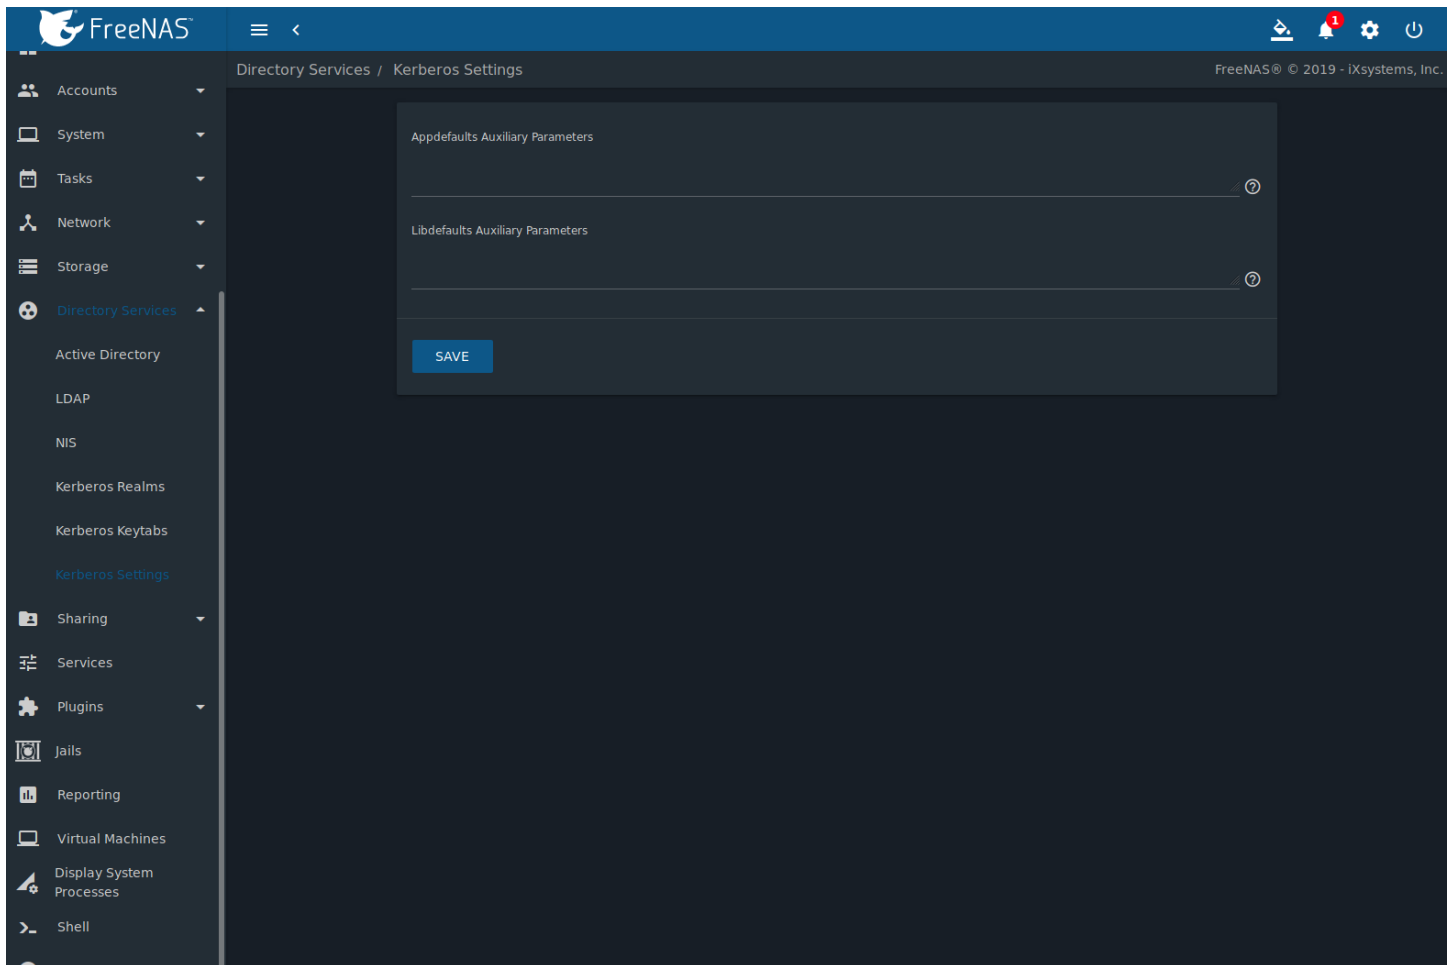 FreeNAS™
1
Directory Services / Kerberos Settings
FreeNAS® © 2019 - iXsystems, Inc.
Accounts
System
Tasks
Network
Storage
Directory Services
Active Directory
LDAP
NIS
Kerberos Realms
Kerberos Keytabs
Kerberos Settings
Sharing
Services
Plugins
Jails
Reporting
Virtual Machines
Display System
Processes
Shell
Appdefaults Auxiliary Parameters
Libdefaults Auxiliary Parameters
SAVE